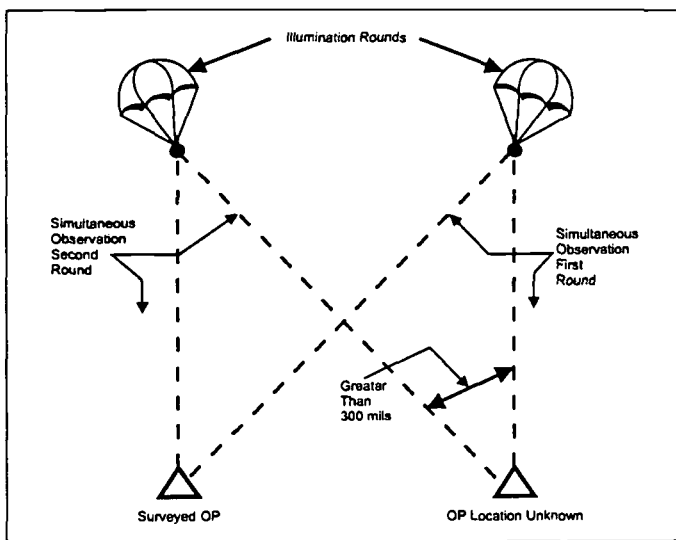 Illumination Rounds
Simultaneous
Observation
Second
Round
Simultaneous
Observation
First
Round
Greater
Than
300 mils
Surveyed OP
OP Location Unknown